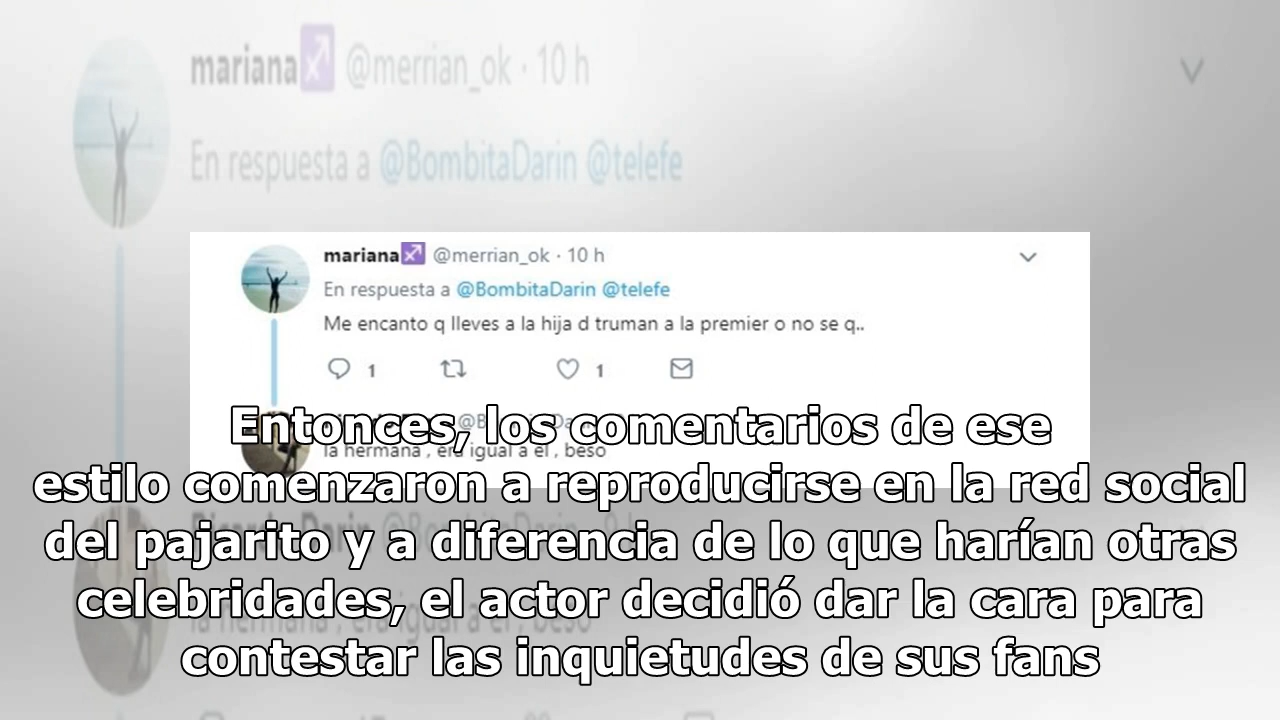 mariana @merrian_ok · 10 h
En respuesta a @BombitaDarin @telefe
mariana @merrian_ok · 10 h
En respuesta a @BombitaDarin @telefe
Me encanto q lleves a la hija d truman a la premier o no se q..
1 1
la hermana , era igual a el , beso
Entonces, los comentarios de ese
estilo comenzaron a reproducirse en la red social
del pajarito y a diferencia de lo que harían otras
celebridades, el actor decidió dar la cara para
contestar las inquietudes de sus fans